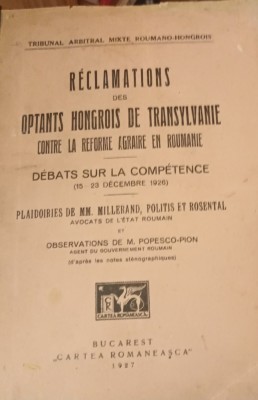 TRIBUNAL ARBITRAL MIXTE ROUMANO-HONGROIS
RÉCLAMATIONS
DES
OPTANTS HONGROIS DE TRANSYLVANIE
CONTRE LA REFORME AGRAIRE EN ROUMANIE
DÉBATS SUR LA COMPÉTENCE
(15 - 23 DÉCEMBRE 1926)
PLAIDOIRIES DE MM. MILLERAND, POLITIS ET ROSENTAL
AVOCATS DE L'ÉTAT ROUMAIN
ET
OBSERVATIONS DE M. POPESCO-PION
AGENT DU GOUVERNEMENT ROUMAIN
(d'après les notes sténographiques)
CARTEA ROMÂNEASCĂ
BUCAREST
„CARTEA ROMANEASCA"
1927